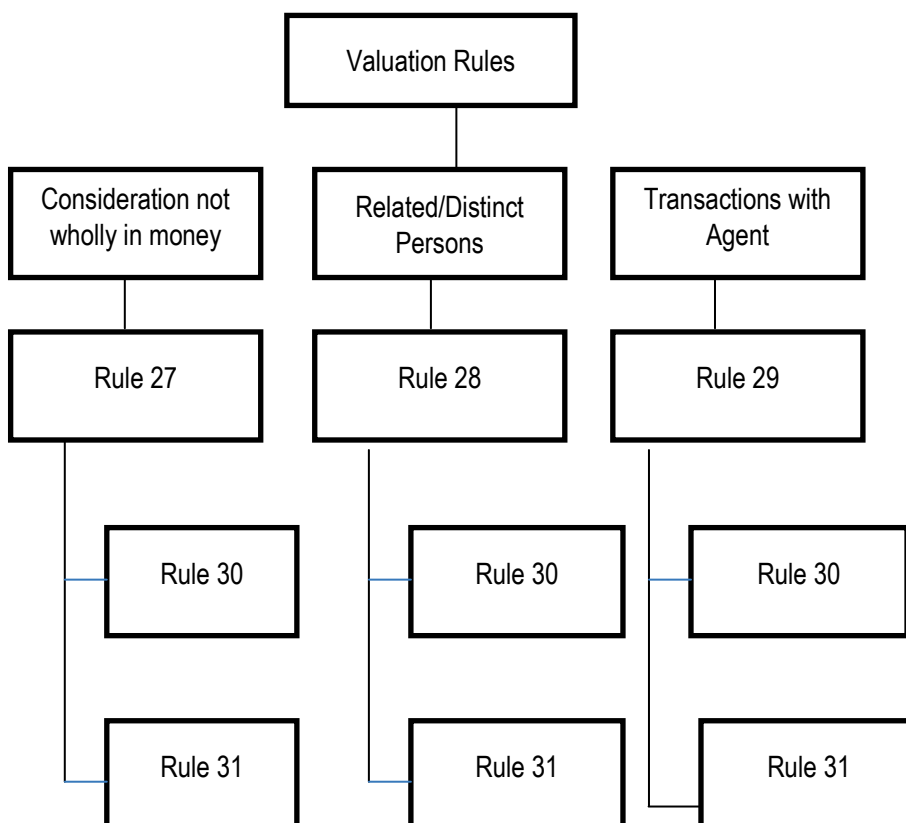 Valuation Rules
Consideration not
wholly in money
Related/Distinct
Persons
Transactions with
Agent
Rule 27
Rule 28
Rule 29
Rule 30
Rule 30
Rule 30
Rule 31
Rule 31
Rule 31